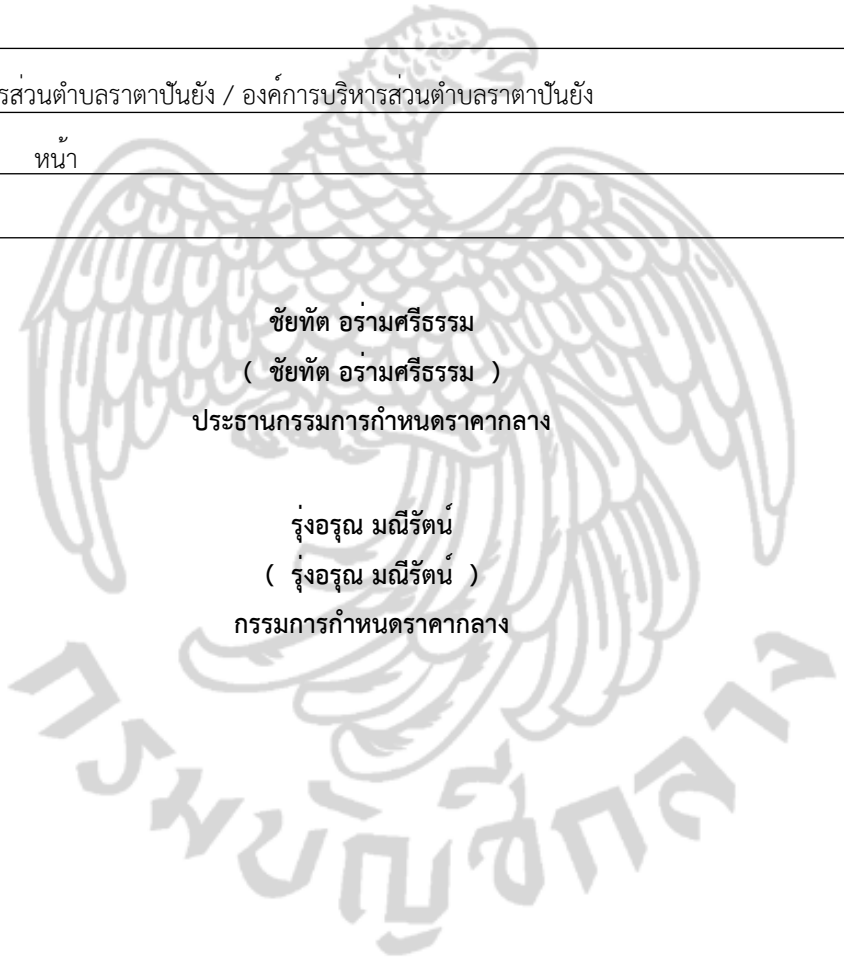 รส่วนตำบลราตาปันยัง / องค์การบริหารส่วนตำบลราตาปันยัง
หน้า
ชัยทัต อร่ามศรีธรรม
( ชัยทัต อร่ามศรีธรรม )
ประธานกรรมการกำหนดราคากลาง
รุ่งอรุณ มณีรัตน์
( รุ่งอรุณ มณีรัตน์ )
กรรมการกำหนดราคากลาง
กรมบัญชีกลาง